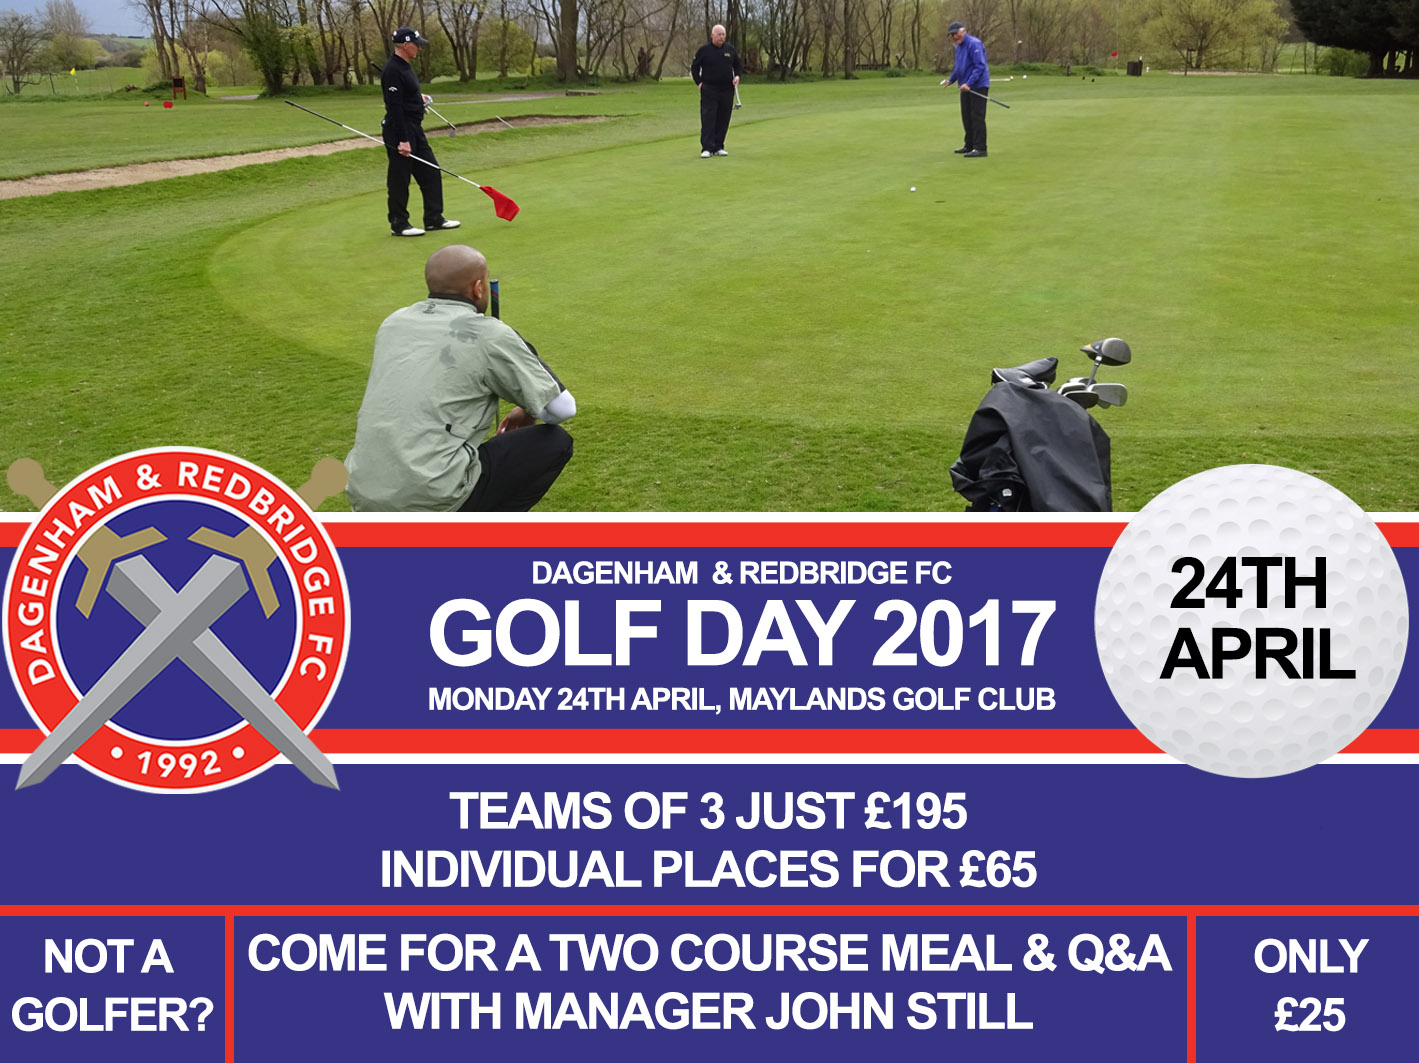 DAGENHAM & REDBRIDGE FC
1992
DAGENHAM & REDBRIDGE FC
GOLF DAY 2017
MONDAY 24TH APRIL, MAYLANDS GOLF CLUB
24TH
APRIL
TEAMS OF 3 JUST £195
INDIVIDUAL PLACES FOR £65
NOT A
GOLFER?
COME FOR A TWO COURSE MEAL & Q&A
WITH MANAGER JOHN STILL
ONLY
£25